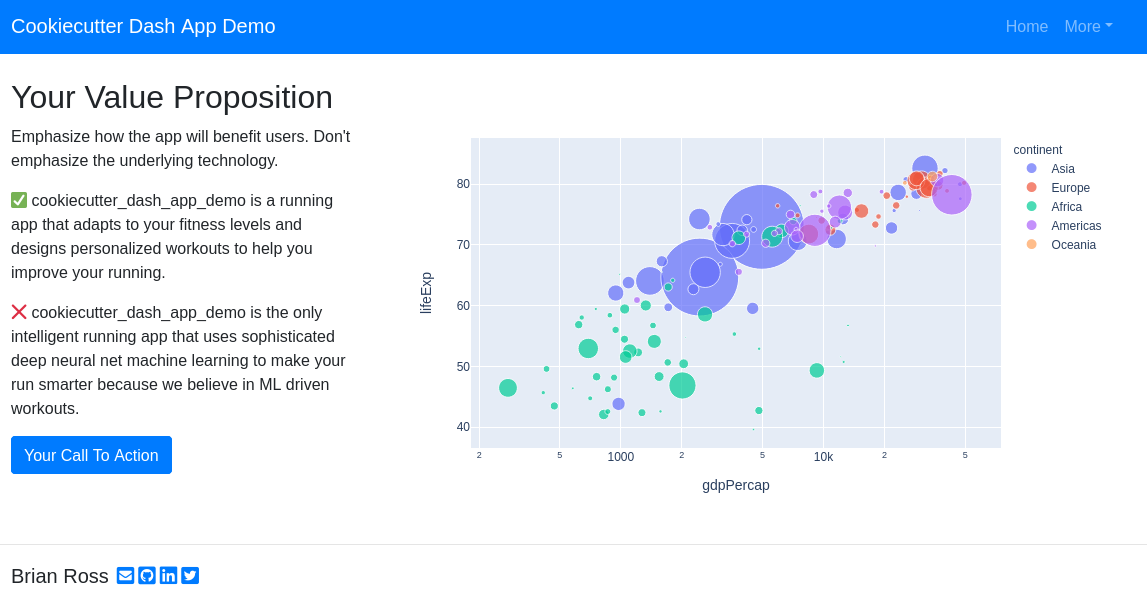 Cookiecutter Dash App Demo
Home More
Your Value Proposition
Emphasize how the app will benefit users. Don't
emphasize the underlying technology.
✅ cookiecutter_dash_app_demo is a running
app that adapts to your fitness levels and
designs personalized workouts to help you
improve your running.
❌ cookiecutter_dash_app_demo is the only
intelligent running app that uses sophisticated
deep neural net machine learning to make your
run smarter because we believe in ML driven
workouts.
Your Call To Action
continent
Asia
Europe
Africa
Americas
Oceania
lifeExp
80
70
60
50
40
2 5 1000 2 5 10k 2 5
gdpPercap
Brian Ross